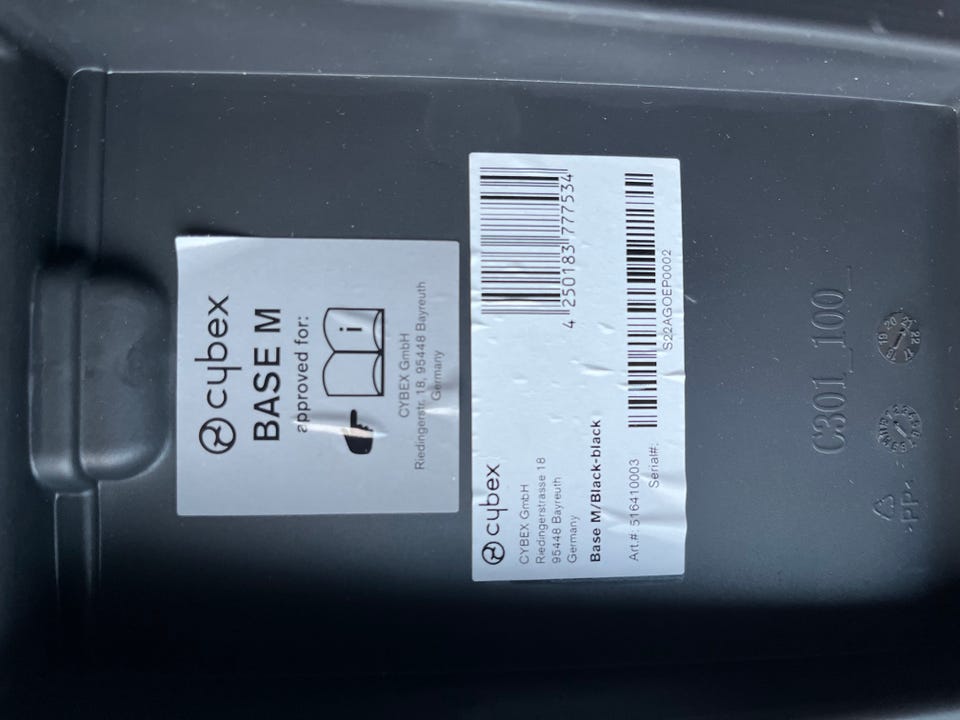 cybex
BASE M
approved for:
i
CYBEX GmbH
Riedingerstr. 18, 95448 Bayreuth
Germany
cybex
CYBEX GmbH
Riedingerstrasse 18
95448 Bayreuth
Germany
4 250183 777534
Base M/Black-black
Art.#: 516410003
Serial#:
S22AGOEP0002
C301_100_
>PP<